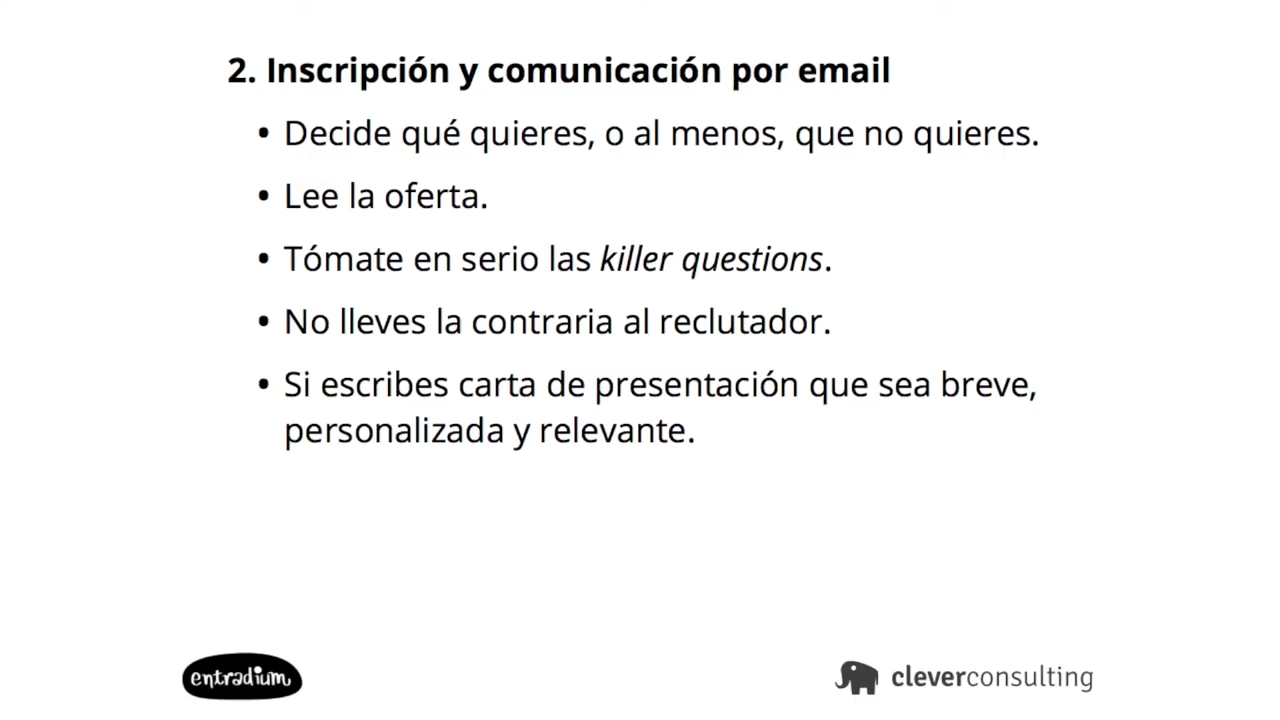 2. Inscripción y comunicación por email
• Decide qué quieres, o al menos, que no quieres.
• Lee la oferta.
• Tómate en serio las killer questions.
• No lleves la contraria al reclutador.
• Si escribes carta de presentación que sea breve,
personalizada y relevante.
entradium
cleverconsulting